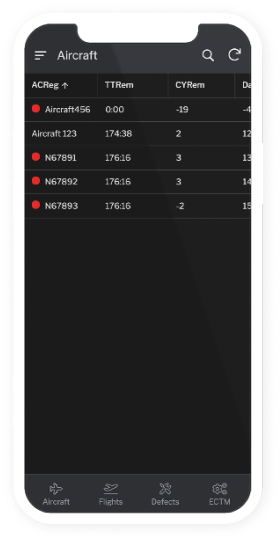 Aircraft
ACReg ↑ TTRem CYRem Da
Aircraft456 0:00 -19 -4
Aircraft 123 174:38 2 12
N67891 176:16 3 13
N67892 176:16 3 14
N67893 176:16 -2 15
Aircraft Flights Defects ECTM